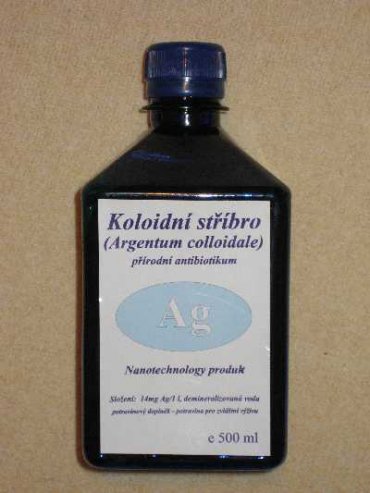 Koloidní stříbro
(Argentum colloidale)
přírodní antibiotikum
Ag
Nanotechnology produkt
Složení: 14mg Ag/1 l, demineralizovaná voda
potravinový doplněk - potravina pro zvláštní výživu
e 500 ml